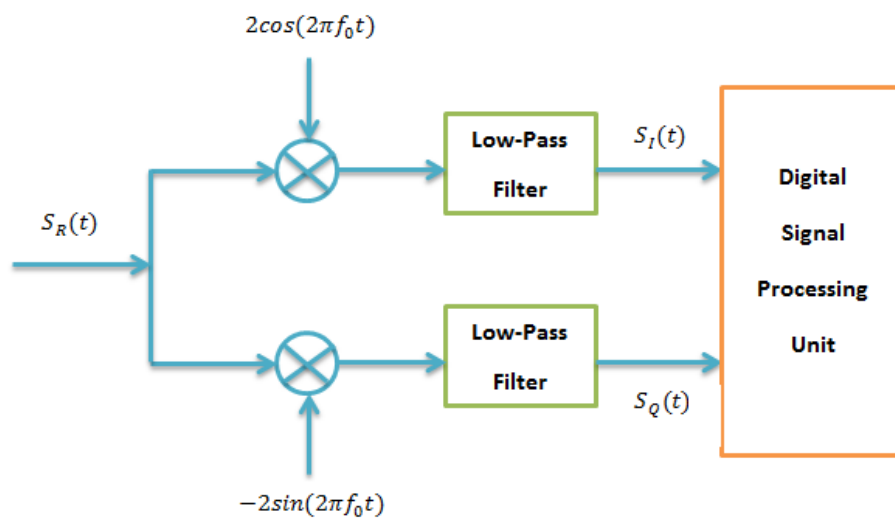 2cos(2πf₀t)
Low-Pass
Filter
S_I(t)
Digital
Signal
Processing
Unit
S_R(t)
Low-Pass
Filter
S_Q(t)
−2sin(2πf₀t)